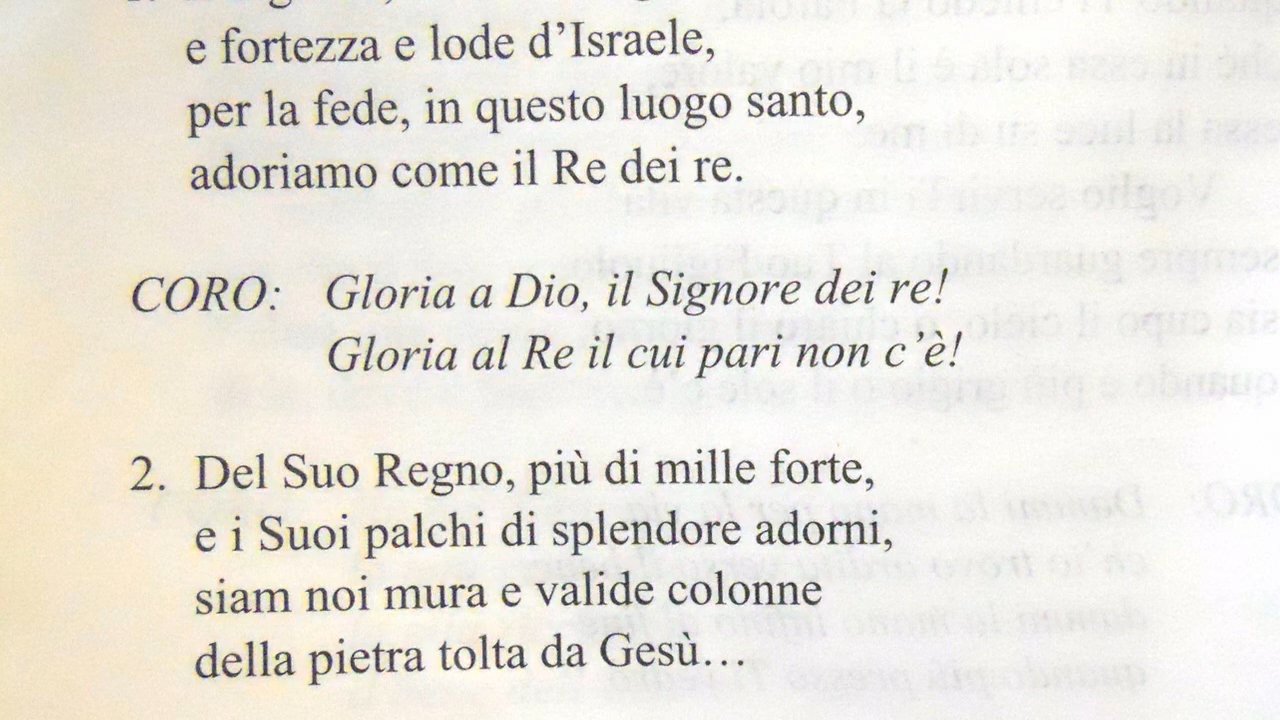 e fortezza e lode d’Israele,
per la fede, in questo luogo santo,
adoriamo come il Re dei re.
CORO: Gloria a Dio, il Signore dei re!
Gloria al Re il cui pari non c’è!
2. Del Suo Regno, più di mille forte,
e i Suoi palchi di splendore adorni,
siam noi mura e valide colonne
della pietra tolta da Gesù…